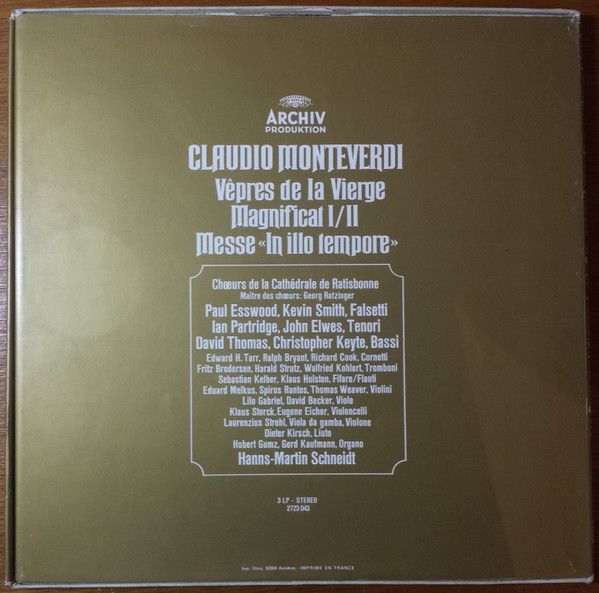 ARCHIV
PRODUKTION
CLAUDIO MONTEVERDI
Vêpres de la Vierge
Magnificat I/II
Messe «In illo tempore»
Chœurs de la Cathédrale de Ratisbonne
Maître des chœurs: Georg Ratzinger
Paul Esswood, Kevin Smith, Falsetti
Ian Partridge, John Elwes, Tenori
David Thomas, Christopher Keyte, Bassi
Edward H. Tarr, Ralph Bryant, Richard Cook, Cornetti
Fritz Brodersen, Harald Strutz, Walfried Kohlert, Tromboni
Sebastian Kelber, Klaus Holsten, Fifare/Flauti
Eduard Melkus, Spiros Rantos, Thomas Weaver, Violini
Lilo Gabriel, David Becker, Viole
Klaus Storck, Eugene Eicher, Violoncelli
Laurenzius Strehl, Viola da gamba, Violone
Dieter Kirsch, Liuto
Hubert Gumz, Gerd Kaufmann, Organo
Hanns-Martin Schneidt
3 LP - STEREO
2723 043
Imp. Glory, 92604 Asnières - IMPRIME EN FRANCE